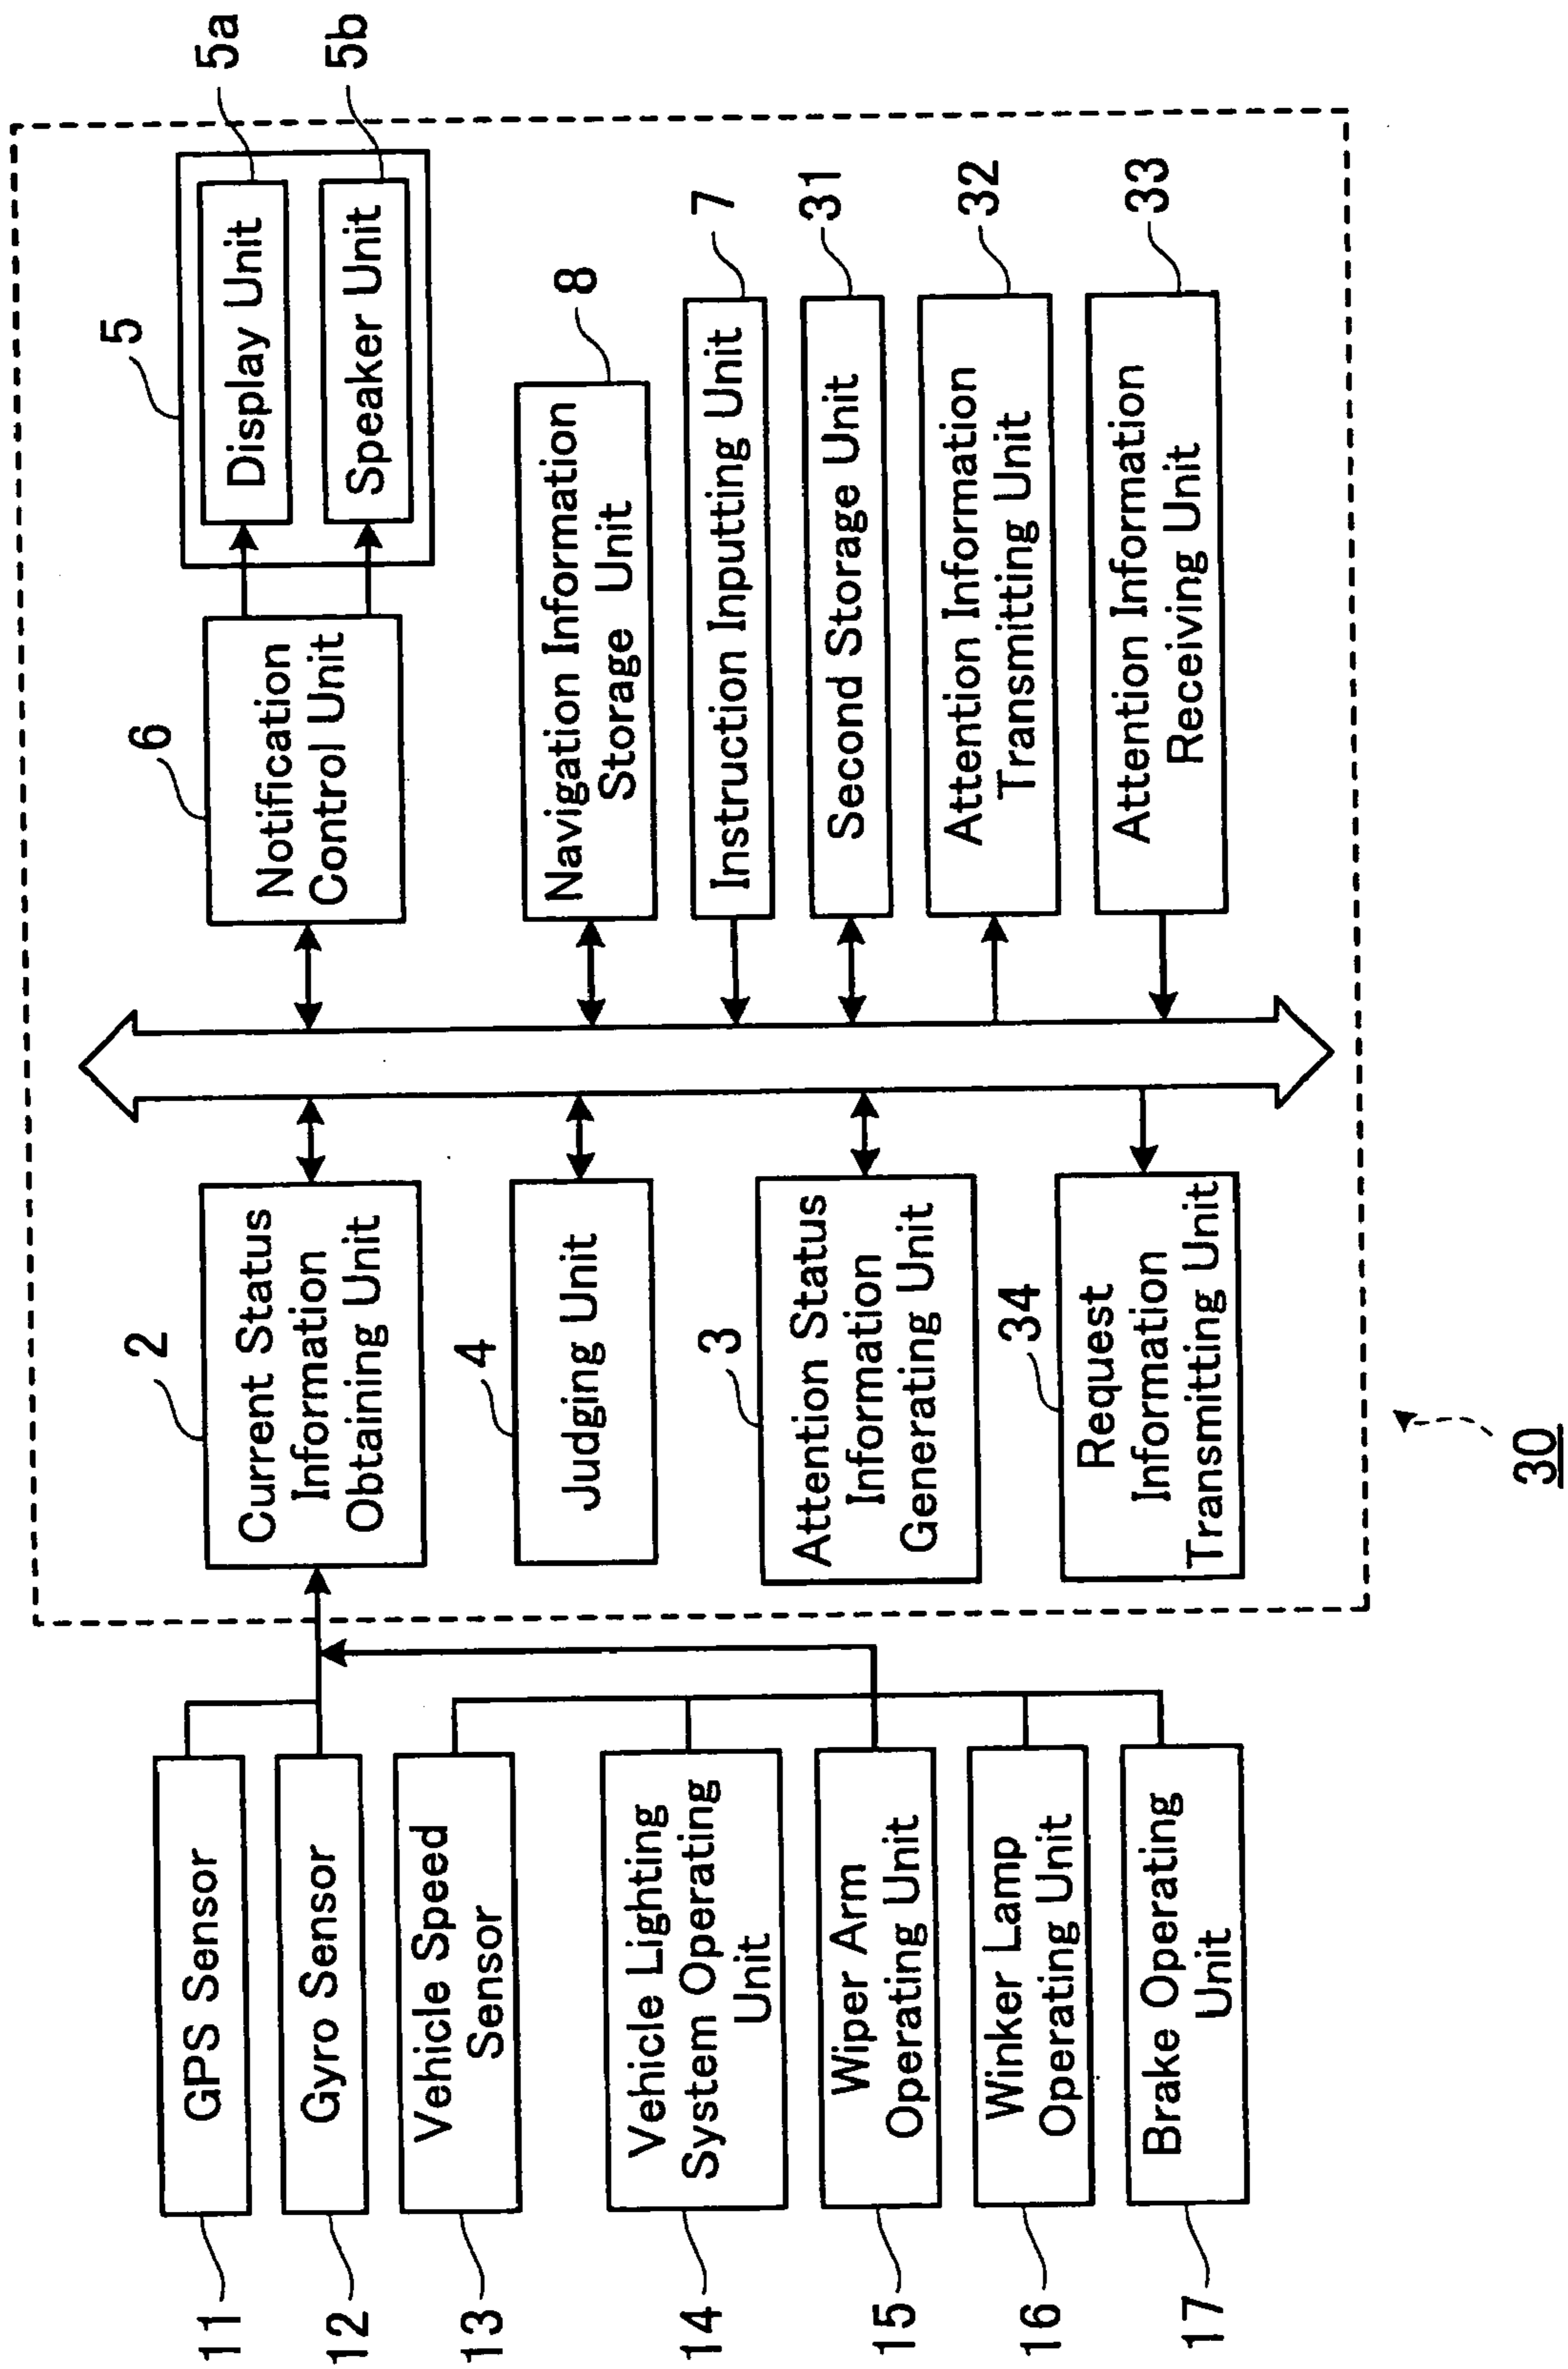 11
GPS Sensor
12
Gyro Sensor
13
Vehicle Speed
Sensor
14
Vehicle Lighting
System Operating
Unit
15
Wiper Arm
Operating Unit
16
Winker Lamp
Operating Unit
17
Brake Operating
Unit
2
Current Status
Information
Obtaining Unit
4
Judging Unit
3
Attention Status
Information
Generating Unit
34
Request
Information
Transmitting Unit
6
Notification
Control Unit
5
Display Unit
5a
Speaker Unit
5b
Navigation Information
Storage Unit
8
Instruction Inputting Unit
7
Second Storage Unit
31
Attention Information
Transmitting Unit
32
Attention Information
Receiving Unit
33
30